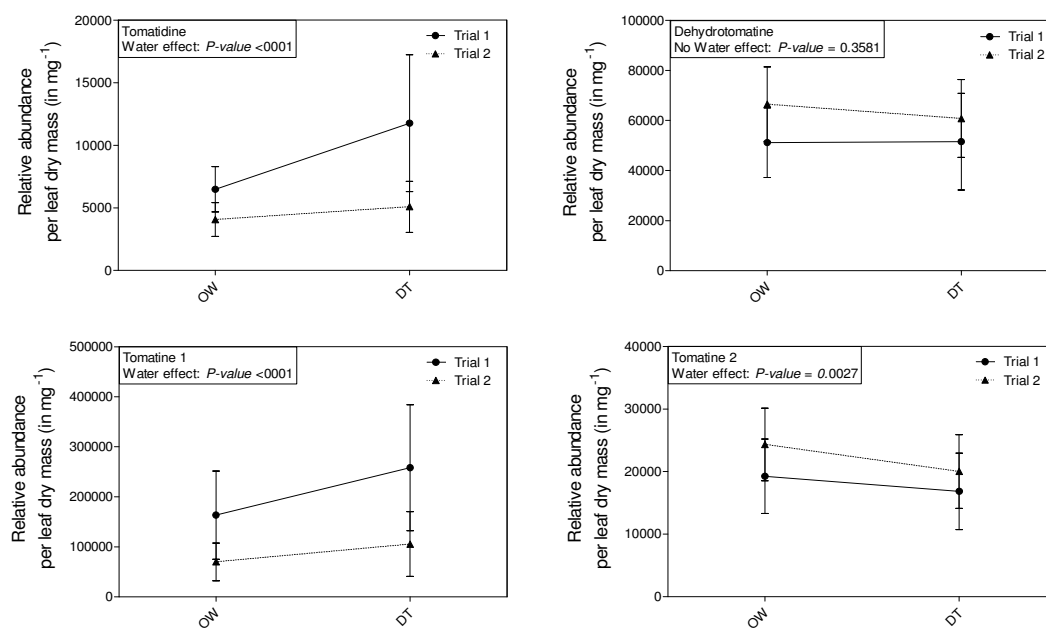 Tomatidine
Water effect: P-value <0001
Trial 1
Trial 2
20000
15000
10000
5000
0
Relative abundance
per leaf dry mass (in mg⁻¹)
OW
DT
Dehydrotomatine
No Water effect: P-value = 0.3581
Trial 1
Trial 2
100000
80000
60000
40000
20000
0
Relative abundance
per leaf dry mass (in mg⁻¹)
OW
DT
Tomatine 1
Water effect: P-value <0001
Trial 1
Trial 2
500000
400000
300000
200000
100000
0
Relative abundance
per leaf dry mass (in mg⁻¹)
OW
DT
Tomatine 2
Water effect: P-value = 0.0027
Trial 1
Trial 2
40000
30000
20000
10000
0
Relative abundance
per leaf dry mass (in mg⁻¹)
OW
DT